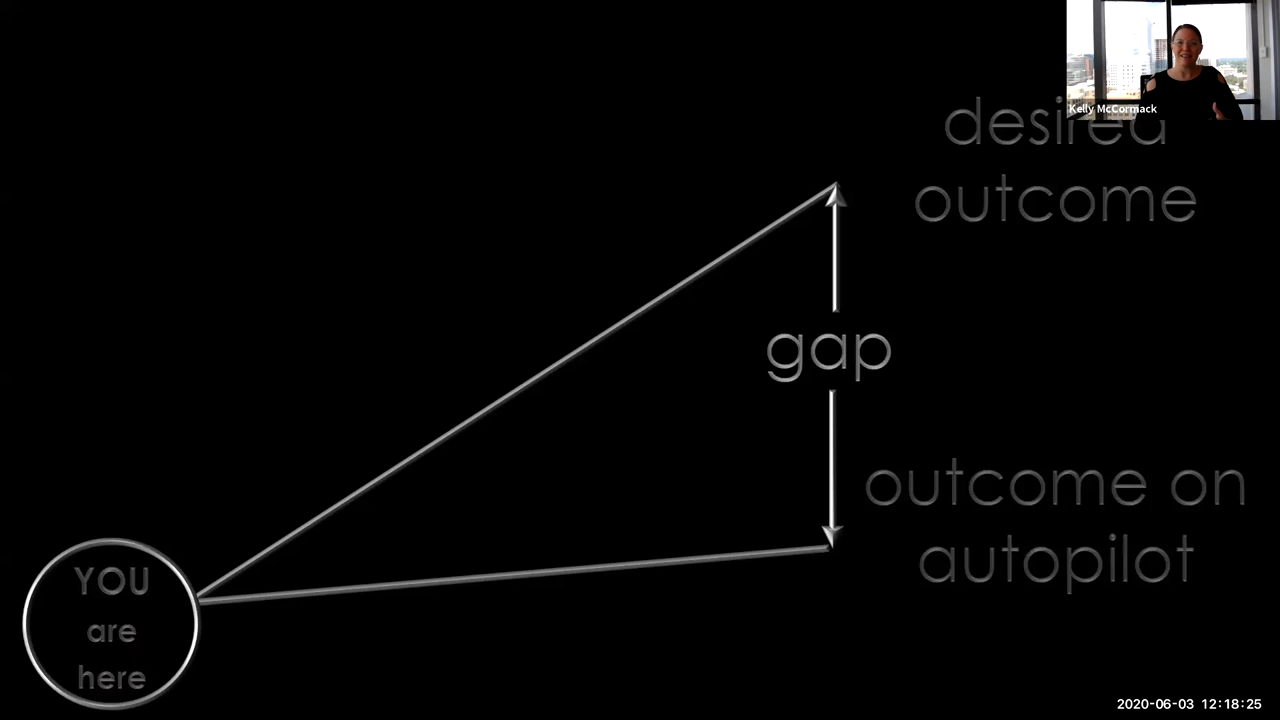 Kelly McCormack
desired
outcome
gap
outcome on
autopilot
YOU
are
here
2020-06-03 12:18:25